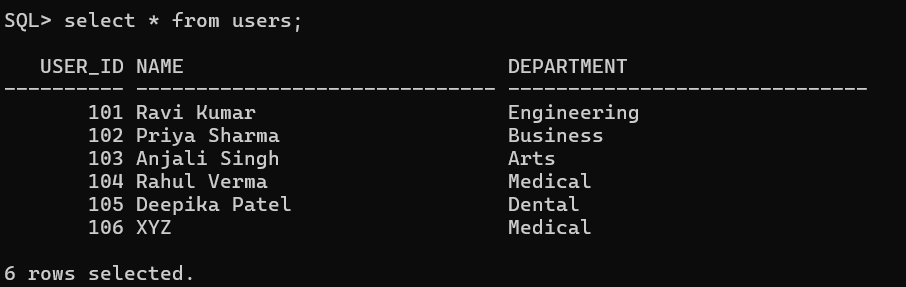 SQL> select * from users;
USER_ID NAME DEPARTMENT
---------- ------------------------------ ------------------------------
101 Ravi Kumar Engineering
102 Priya Sharma Business
103 Anjali Singh Arts
104 Rahul Verma Medical
105 Deepika Patel Dental
106 XYZ Medical
6 rows selected.